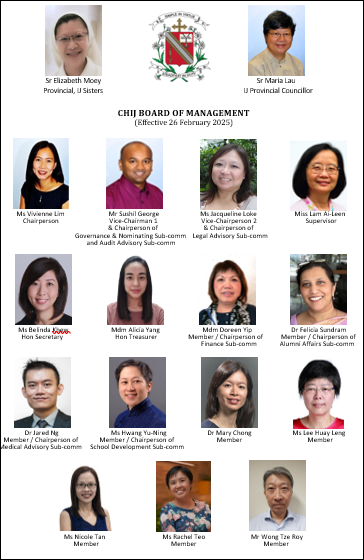 Sr Elizabeth Moey
Provincial, IJ Sisters
Sr Maria Lau
IJ Provincial Councillor
CHIJ BOARD OF MANAGEMENT
(Effective 26 February 2025)
Ms Vivienne Lim
Chairperson
Mr Sushil George
Vice-Chairman 1
& Chairperson of
Governance & Nominating Sub-comm
and Audit Advisory Sub-comm
Ms Jacqueline Loke
Vice-Chairperson 2
& Chairperson of
Legal Advisory Sub-comm
Miss Lam Ai-Leen
Supervisor
Ms Belinda
Hon Secretary
Mdm Alicia Yang
Hon Treasurer
Mdm Doreen Yip
Member / Chairperson of
Finance Sub-comm
Dr Felicia Sundram
Member / Chairperson of
Alumni Affairs Sub-comm
Dr Jared Ng
Member / Chairperson of
Medical Advisory Sub-comm
Ms Hwang Yu-Ning
Member / Chairperson of
School Development Sub-comm
Dr Mary Chong
Member
Ms Lee Huay Leng
Member
Ms Nicole Tan
Member
Ms Rachel Teo
Member
Mr Wong Tze Roy
Member